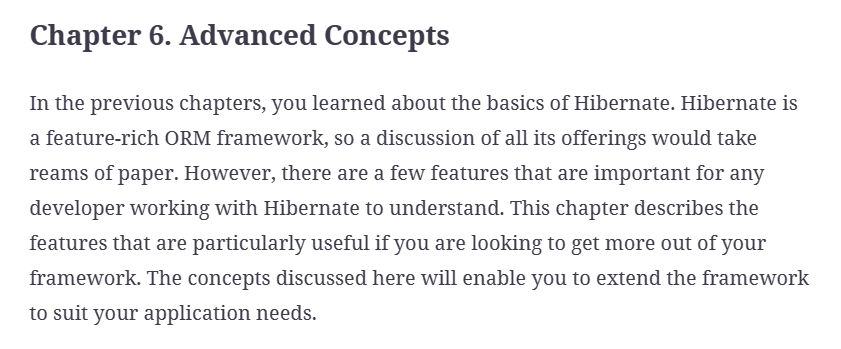 Chapter 6. Advanced Concepts
In the previous chapters, you learned about the basics of Hibernate. Hibernate is
a feature-rich ORM framework, so a discussion of all its offerings would take
reams of paper. However, there are a few features that are important for any
developer working with Hibernate to understand. This chapter describes the
features that are particularly useful if you are looking to get more out of your
framework. The concepts discussed here will enable you to extend the framework
to suit your application needs.